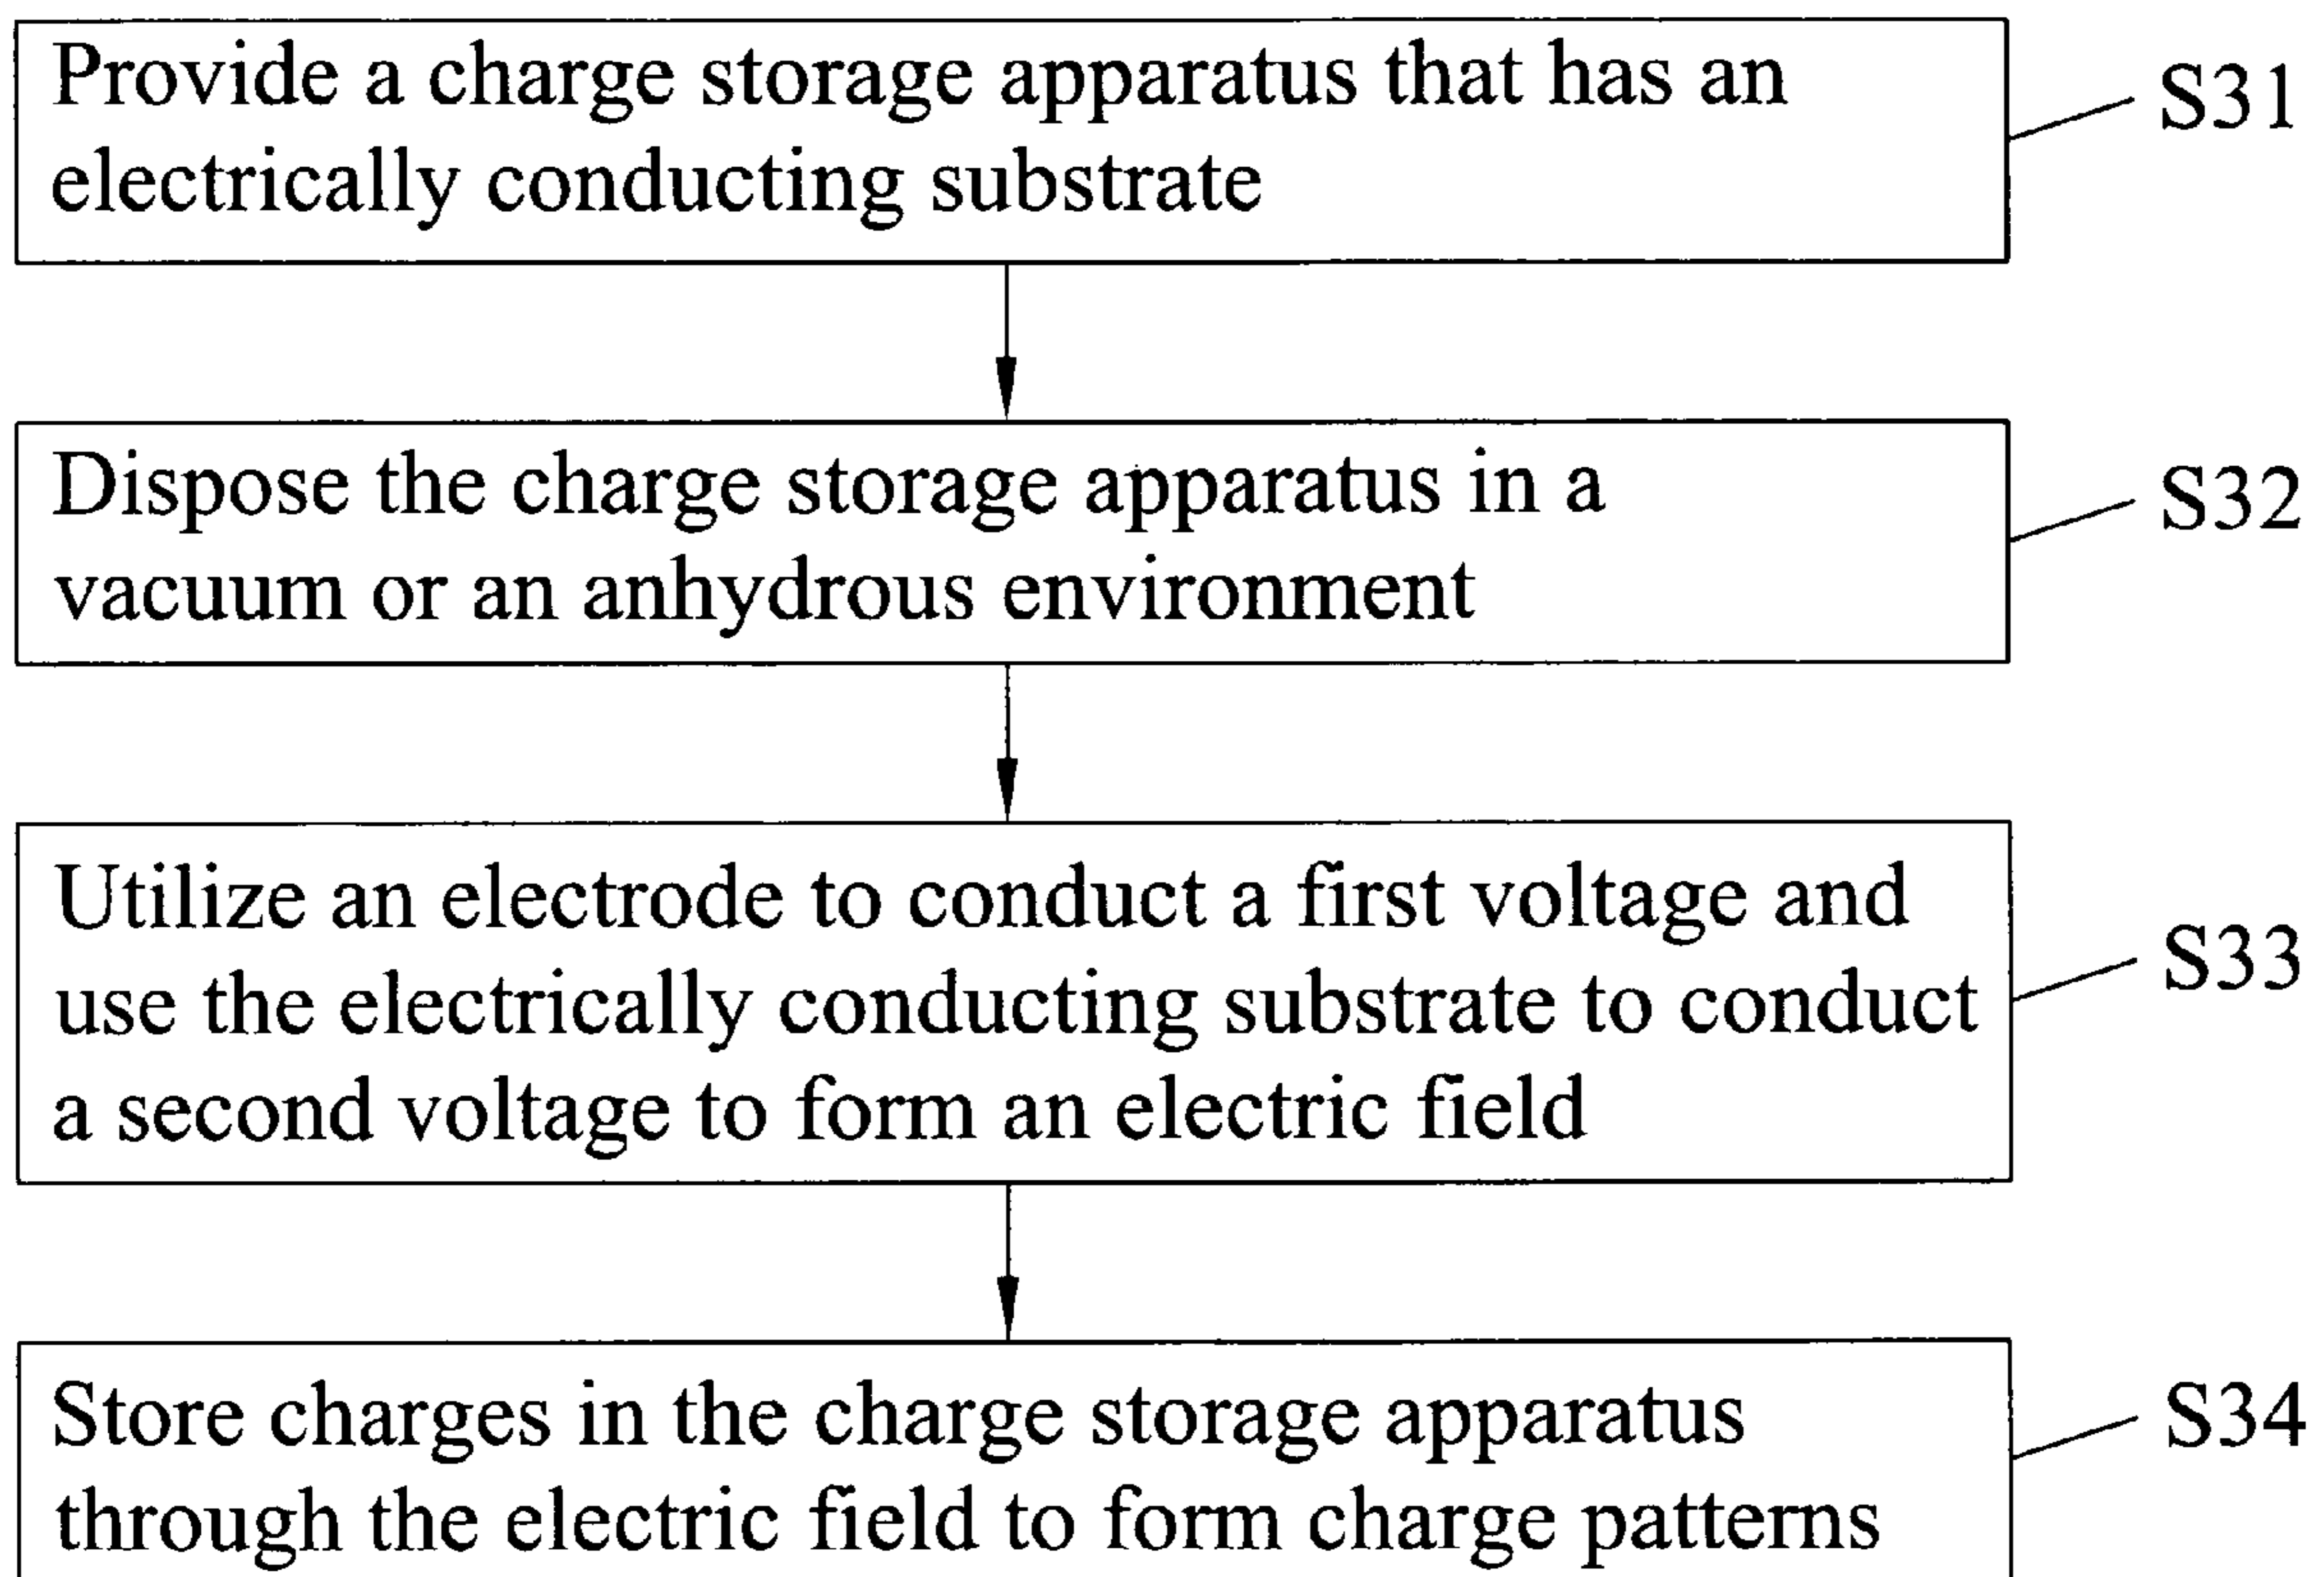 Provide a charge storage apparatus that has an
electrically conducting substrate
S31
Dispose the charge storage apparatus in a
vacuum or an anhydrous environment
S32
Utilize an electrode to conduct a first voltage and
use the electrically conducting substrate to conduct
a second voltage to form an electric field
S33
Store charges in the charge storage apparatus
through the electric field to form charge patterns
S34